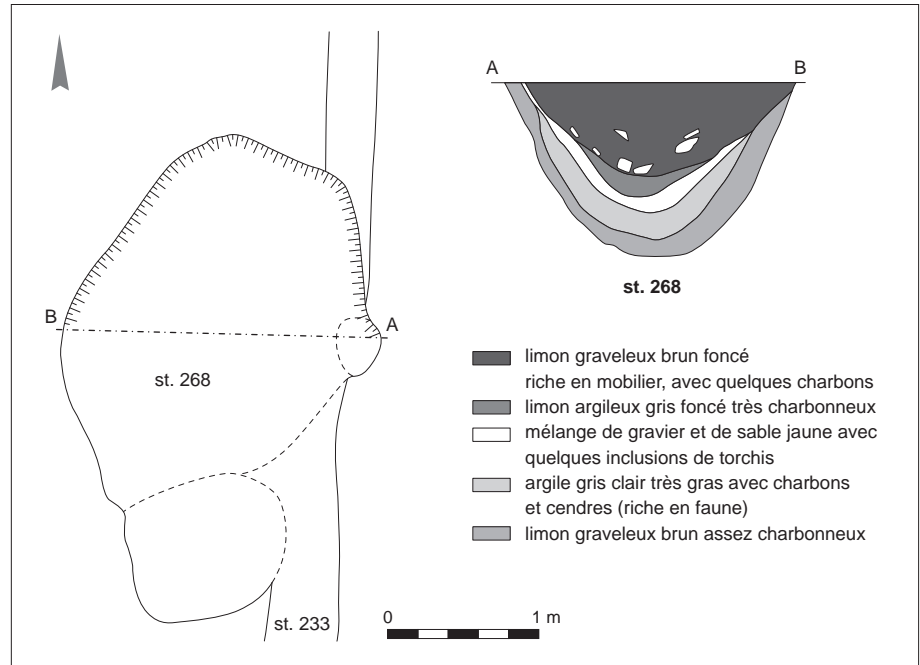 A
B
st. 268
B
A
st. 268
limon graveleux brun foncé
riche en mobilier, avec quelques charbons
limon argileux gris foncé très charbonneux
mélange de gravier et de sable jaune avec
quelques inclusions de torchis
argile gris clair très gras avec charbons
et cendres (riche en faune)
limon graveleux brun assez charbonneux
st. 233
0
1 m